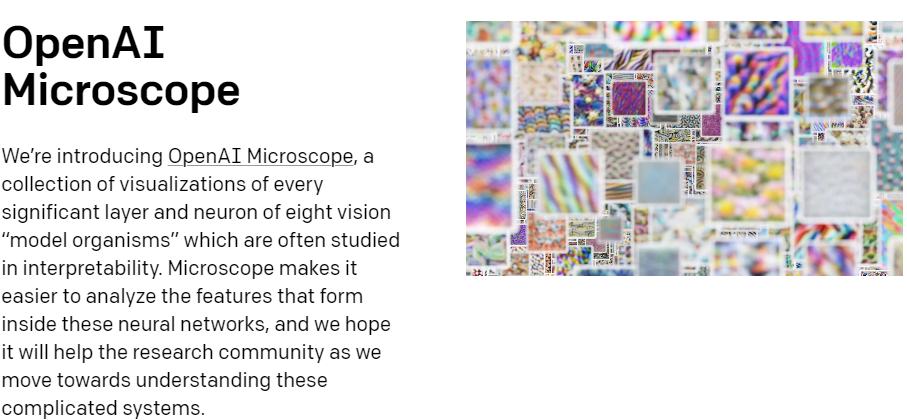 OpenAI
Microscope
We’re introducing OpenAI Microscope, a
collection of visualizations of every
significant layer and neuron of eight vision
“model organisms” which are often studied
in interpretability. Microscope makes it
easier to analyze the features that form
inside these neural networks, and we hope
it will help the research community as we
move towards understanding these
complicated systems.